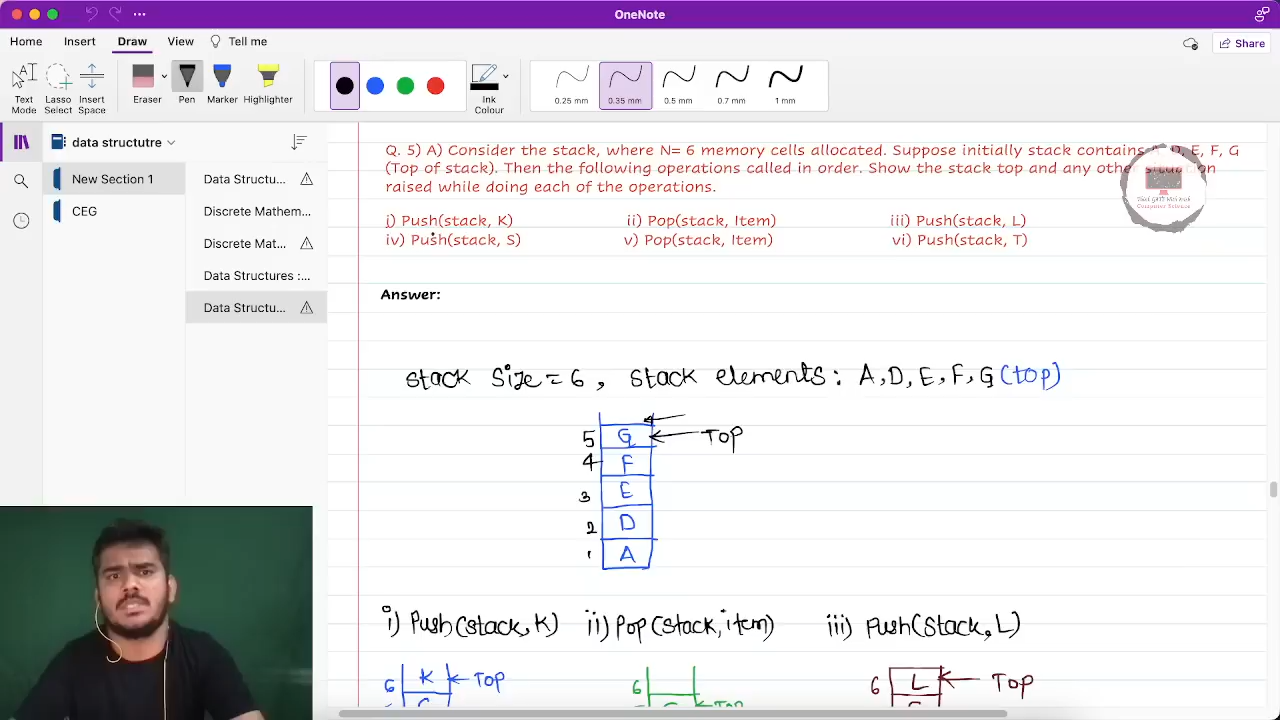 OneNote
Home Insert Draw View Tell me
Share
Text Mode
Lasso Select
Insert Space
Eraser
Pen
Marker
Highlighter
Ink Colour
0.25 mm
0.35 mm
0.5 mm
0.7 mm
1 mm
data structutre
New Section 1
CEG
Data Structu...
Discrete Mathem...
Discrete Mat...
Data Structures :...
Data Structu...
Q. 5) A) Consider the stack, where N= 6 memory cells allocated. Suppose initially stack contains A, D, E, F, G
(Top of stack). Then the following operations called in order. Show the stack top and any other situation
raised while doing each of the operations.
j) Push(stack, K) ii) Pop(stack, Item) iii) Push(stack, L)
iv) Push(stack, S) v) Pop(stack, Item) vi) Push(stack, T)
Answer:
stack size = 6 , stack elements : A,D, E, F, G (top)
5 G TOP
4 F
3 E
2 D
1 A
i) Push(stack, K) ii) Pop (stack, item) iii) Push(Stack, L)
6 K TOP 6 6 L TOP
TOP